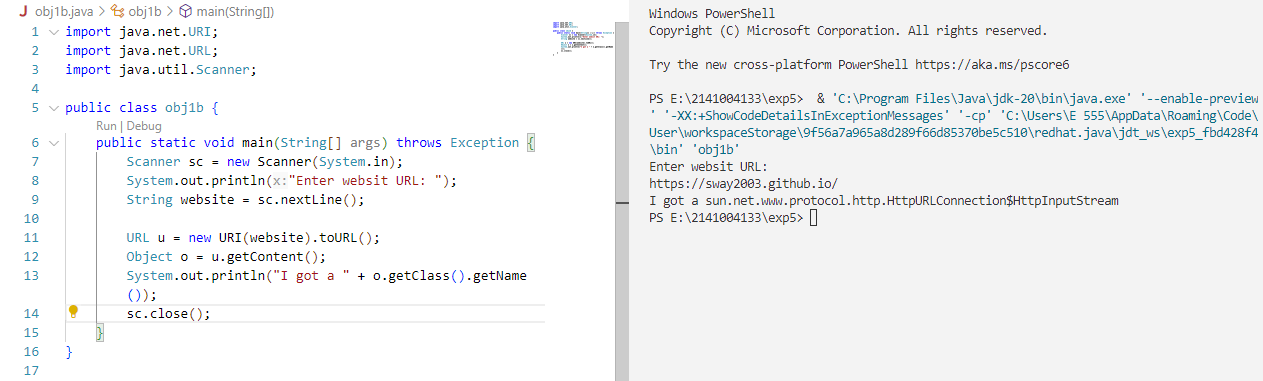 J obj1b.java > obj1b > main(String[])
1 import java.net.URI;
2 import java.net.URL;
3 import java.util.Scanner;
4
5 public class obj1b {
Run | Debug
6 public static void main(String[] args) throws Exception {
7 Scanner sc = new Scanner(System.in);
8 System.out.println(x:"Enter websit URL: ");
9 String website = sc.nextLine();
10
11 URL u = new URI(website).toURL();
12 Object o = u.getContent();
13 System.out.println("I got a " + o.getClass().getName
());
14 sc.close();
15 }
16 }
17
Windows PowerShell
Copyright (C) Microsoft Corporation. All rights reserved.
Try the new cross-platform PowerShell https://aka.ms/pscore6
PS E:\2141004133\exp5>  & 'C:\Program Files\Java\jdk-20\bin\java.exe' '--enable-preview
' '-XX:+ShowCodeDetailsInExceptionMessages' '-cp' 'C:\Users\E 555\AppData\Roaming\Code\
User\workspaceStorage\9f56a7a965a8d289f66d85370be5c510\redhat.java\jdt_ws\exp5_fbd428f4
\bin' 'obj1b'
Enter websit URL:
https://sway2003.github.io/
I got a sun.net.www.protocol.http.HttpURLConnection$HttpInputStream
PS E:\2141004133\exp5>